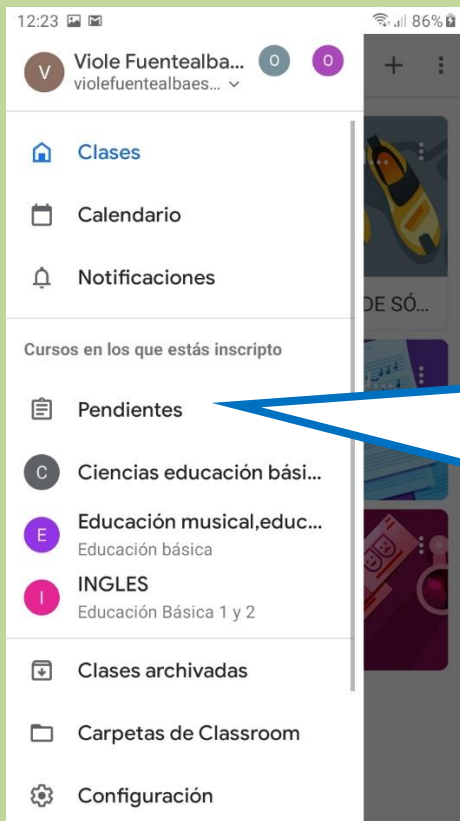 12:23 86%
V Viole Fuentealba... O O
violefuentealbaes...
Clases
Calendario
Notificaciones
DE SÓ...
Cursos en los que estás inscripto
Pendientes
C Ciencias educación bási...
E Educación musical,educ...
Educación básica
I INGLES
Educación Básica 1 y 2
Clases archivadas
Carpetas de Classroom
Configuración